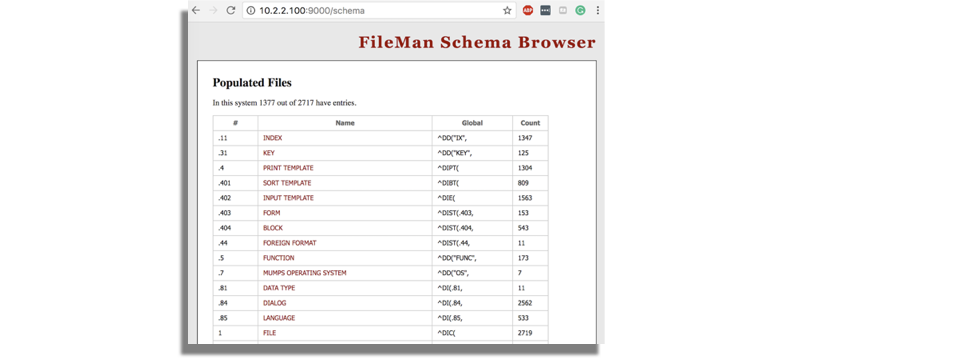 10.2.2.100:9000/schema
ABP
FileMan Schema Browser
Populated Files
In this system 1377 out of 2717 have entries.
# Name Global Count
.11 INDEX ^DD("IX", 1347
.31 KEY ^DD("KEY", 125
.4 PRINT TEMPLATE ^DIPT( 1304
.401 SORT TEMPLATE ^DIBT( 809
.402 INPUT TEMPLATE ^DIE( 1563
.403 FORM ^DIST(.403, 153
.404 BLOCK ^DIST(.404, 543
.44 FOREIGN FORMAT ^DIST(.44, 11
.5 FUNCTION ^DD("FUNC", 173
.7 MUMPS OPERATING SYSTEM ^DD("OS", 7
.81 DATA TYPE ^DI(.81, 11
.84 DIALOG ^DI(.84, 2562
.85 LANGUAGE ^DI(.85, 533
1 FILE ^DIC( 2719